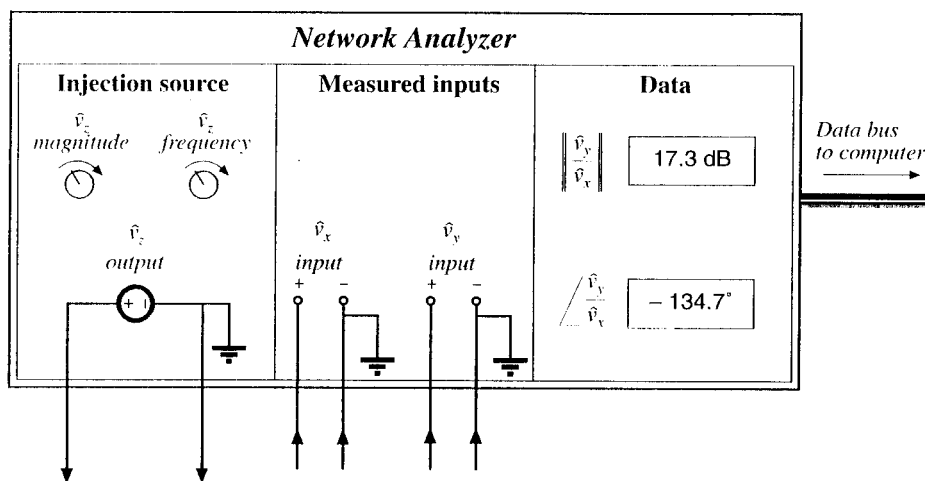 Network Analyzer
Injection source
v̂z
magnitude
v̂z
frequency
v̂z
output
+ –
Measured inputs
v̂x
input
+ –
v̂y
input
+ –
Data
‖ v̂y / v̂x ‖
17.3 dB
∠ v̂y / v̂x
– 134.7°
Data bus
to computer